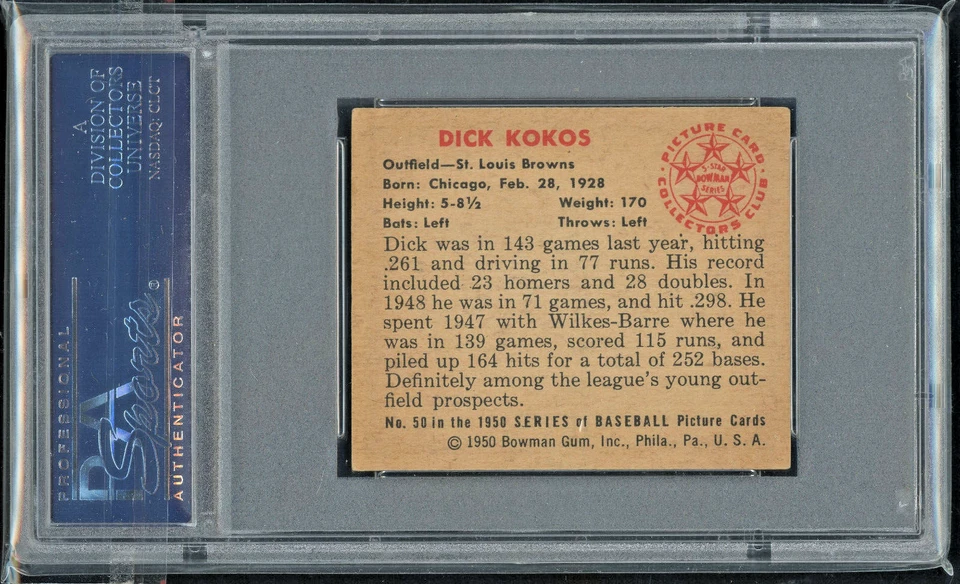 A
DIVISION OF
COLLECTORS
UNIVERSE
NASDAQ: CLCT
PROFESSIONAL
PSA
Sports®
AUTHENTICATOR
DICK KOKOS
Outfield—St. Louis Browns
Born: Chicago, Feb. 28, 1928
Height: 5-8½ Weight: 170
Bats: Left Throws: Left
PICTURE CARD
COLLECTORS CLUB
5-STAR
BOWMAN
SERIES
Dick was in 143 games last year, hitting
.261 and driving in 77 runs. His record
included 23 homers and 28 doubles. In
1948 he was in 71 games, and hit .298. He
spent 1947 with Wilkes-Barre where he
was in 139 games, scored 115 runs, and
piled up 164 hits for a total of 252 bases.
Definitely among the league's young out-
field prospects.
No. 50 in the 1950 SERIES of BASEBALL Picture Cards
© 1950 Bowman Gum, Inc., Phila., Pa., U. S. A.